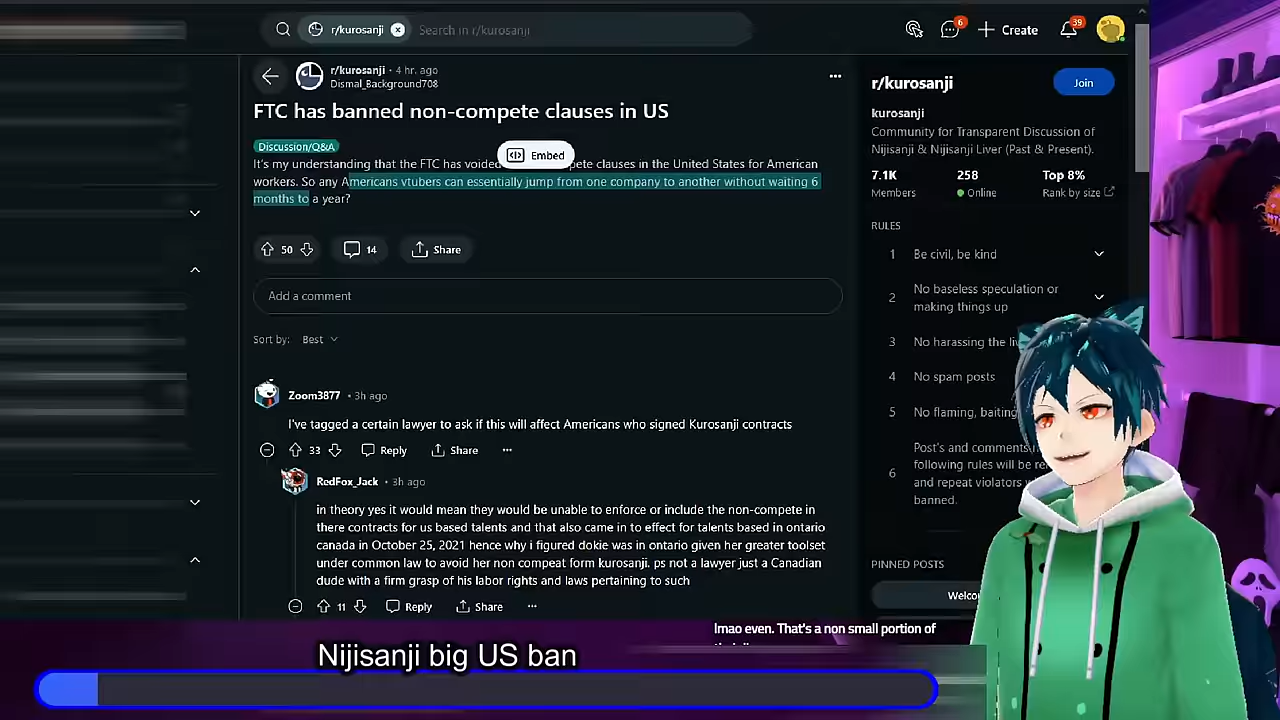 r/kurosanji
Search in r/kurosanji
6
Create
39
r/kurosanji • 4 hr. ago
Dismal_Background708
FTC has banned non-compete clauses in US
Discussion/Q&A
Embed
It's my understanding that the FTC has voided pete clauses in the United States for American
workers. So any Americans vtubers can essentially jump from one company to another without waiting 6
months to a year?
50
14
Share
Add a comment
Sort by: Best
Zoom3877 • 3h ago
I've tagged a certain lawyer to ask if this will affect Americans who signed Kurosanji contracts
33
Reply
Share
RedFox_Jack • 3h ago
in theory yes it would mean they would be unable to enforce or include the non-compete in
there contracts for us based talents and that also came in to effect for talents based in ontario
canada in October 25, 2021 hence why i figured dokie was in ontario given her greater toolset
under common law to avoid her non compeat form kurosanji. ps not a lawyer just a Canadian
dude with a firm grasp of his labor rights and laws pertaining to such
11
Reply
Share
r/kurosanji
Join
kurosanji
Community for Transparent Discussion of
Nijisanji & Nijisanji Liver (Past & Present).
7.1K 258 Top 8%
Members Online Rank by size
RULES
1 Be civil, be kind
2 No baseless speculation or
making things up
3 No harassing the
4 No spam posts
5 No flaming, baiting
6 Post's and comments
following rules will be
and repeat violators
banned.
PINNED POSTS
lmao even. That's a non small portion of
Nijisanji big US ban